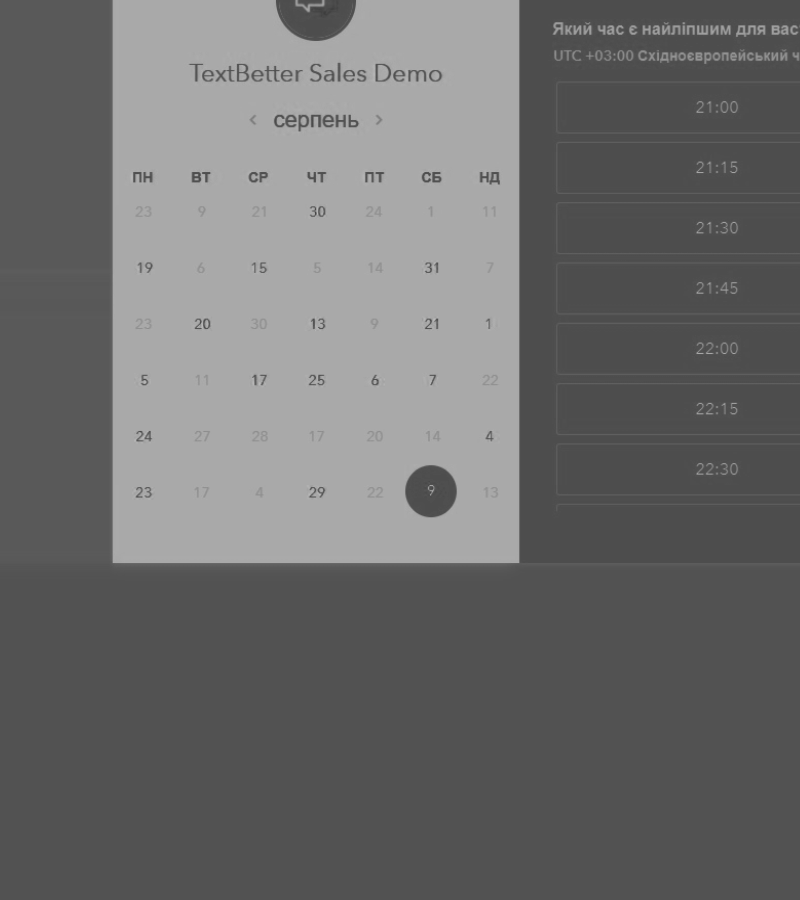 TextBetter Sales Demo
серпень
ПН ВТ СР ЧТ ПТ СБ НД
23 9 21 30 24 1 11
19 6 15 5 14 31 7
23 20 30 13 9 21 1
5 11 17 25 6 7 22
24 27 28 17 20 14 4
23 17 4 29 22 9 13
Який час є найліпшим для вас
UTC +03:00 Східноєвропейський ч
21:00
21:15
21:30
21:45
22:00
22:15
22:30